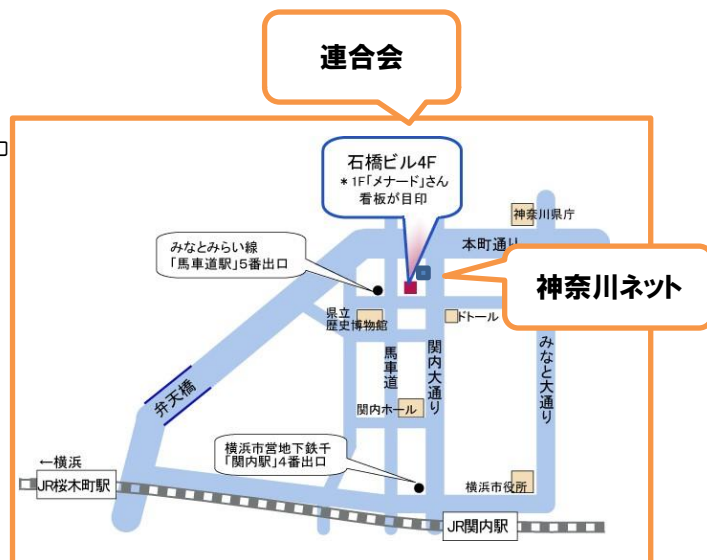 連合会
石橋ビル4F
*1F「メナード」さん
看板が目印
神奈川県庁
本町通り
みなとみらい線
「馬車道駅」5番出口
神奈川ネット
県立
歴史博物館
ドトール
馬車道
関内大通り
みなと大通り
弁天橋
関内ホール
横浜市営地下鉄千
「関内駅」4番出口
←横浜
JR桜木町駅
横浜市役所
JR関内駅